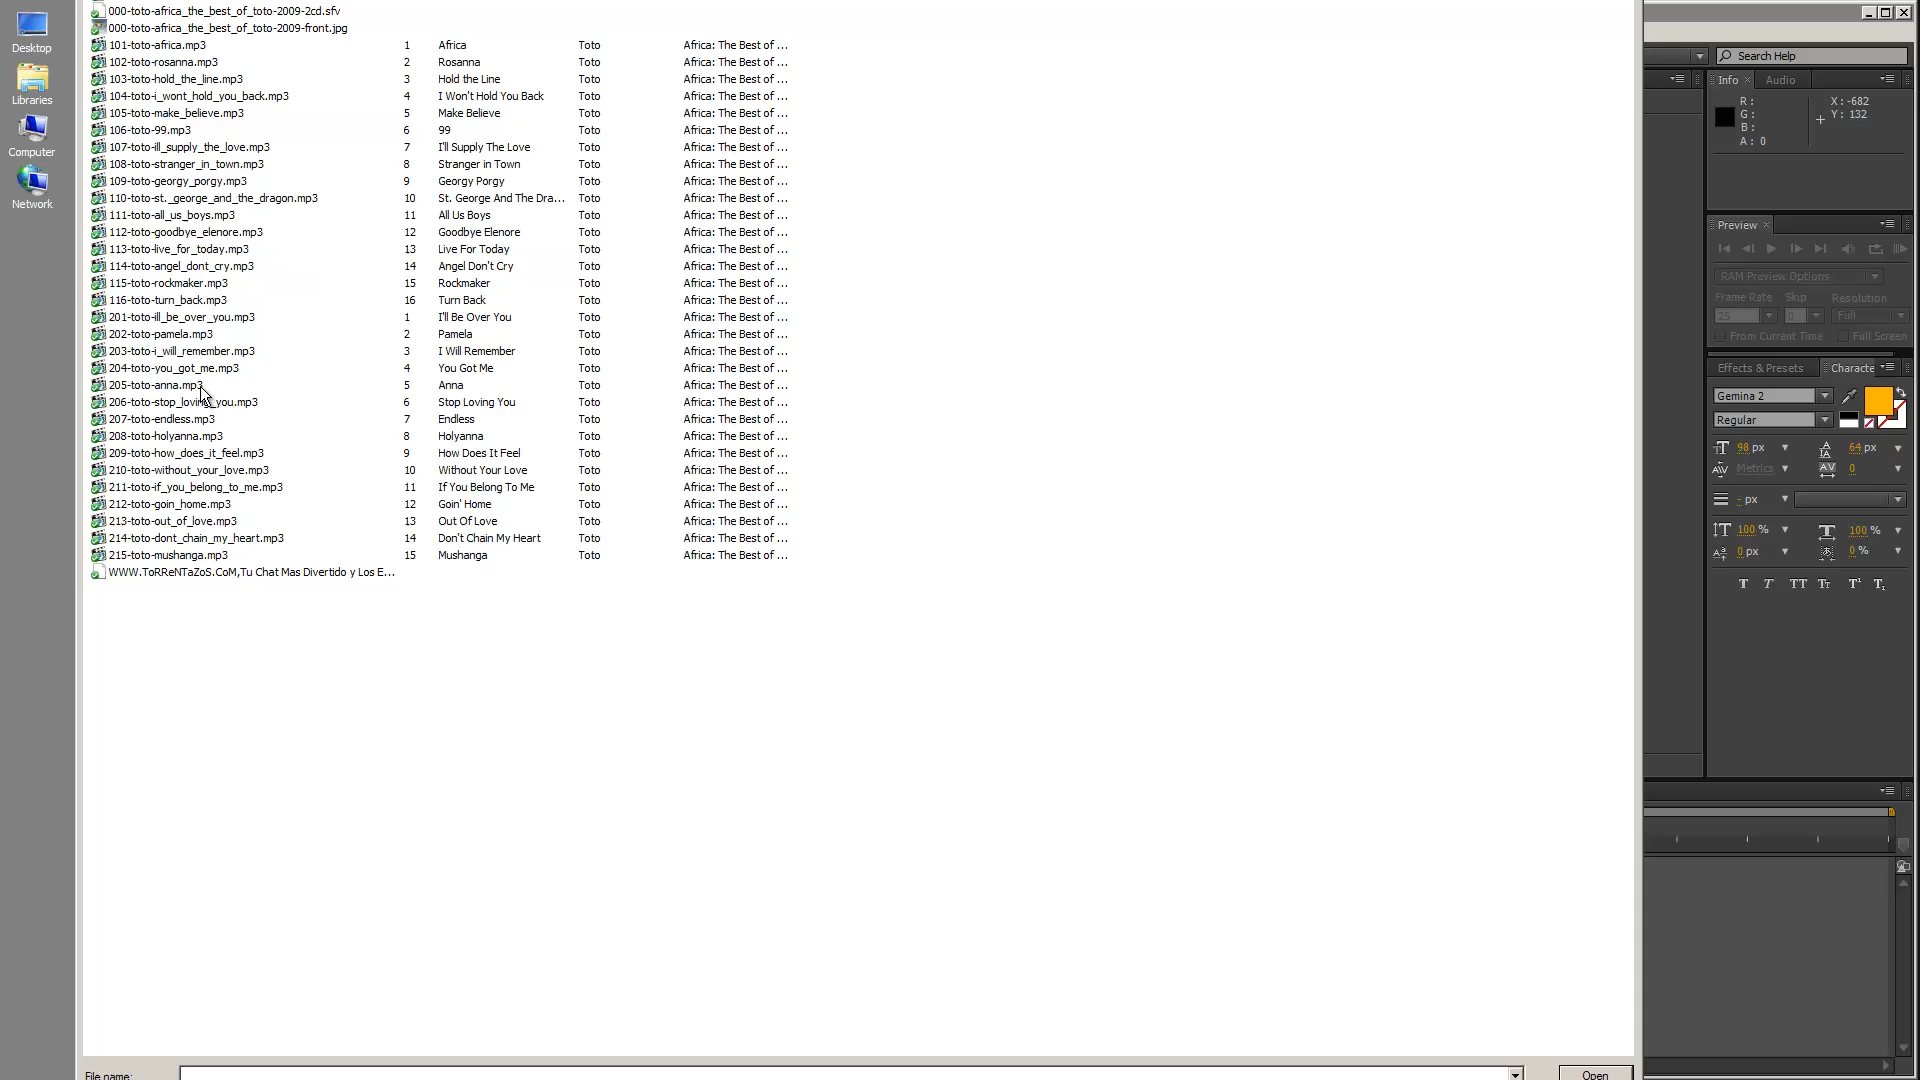 Desktop
Libraries
Computer
Network
000-toto-africa_the_best_of_toto-2009-2cd.sfv
000-toto-africa_the_best_of_toto-2009-front.jpg
101-toto-africa.mp3 1 Africa Toto Africa: The Best of ...
102-toto-rosanna.mp3 2 Rosanna Toto Africa: The Best of ...
103-toto-hold_the_line.mp3 3 Hold the Line Toto Africa: The Best of ...
104-toto-i_wont_hold_you_back.mp3 4 I Won't Hold You Back Toto Africa: The Best of ...
105-toto-make_believe.mp3 5 Make Believe Toto Africa: The Best of ...
106-toto-99.mp3 6 99 Toto Africa: The Best of ...
107-toto-ill_supply_the_love.mp3 7 I'll Supply The Love Toto Africa: The Best of ...
108-toto-stranger_in_town.mp3 8 Stranger in Town Toto Africa: The Best of ...
109-toto-georgy_porgy.mp3 9 Georgy Porgy Toto Africa: The Best of ...
110-toto-st._george_and_the_dragon.mp3 10 St. George And The Dra... Toto Africa: The Best of ...
111-toto-all_us_boys.mp3 11 All Us Boys Toto Africa: The Best of ...
112-toto-goodbye_elenore.mp3 12 Goodbye Elenore Toto Africa: The Best of ...
113-toto-live_for_today.mp3 13 Live For Today Toto Africa: The Best of ...
114-toto-angel_dont_cry.mp3 14 Angel Don't Cry Toto Africa: The Best of ...
115-toto-rockmaker.mp3 15 Rockmaker Toto Africa: The Best of ...
116-toto-turn_back.mp3 16 Turn Back Toto Africa: The Best of ...
201-toto-ill_be_over_you.mp3 1 I'll Be Over You Toto Africa: The Best of ...
202-toto-pamela.mp3 2 Pamela Toto Africa: The Best of ...
203-toto-i_will_remember.mp3 3 I Will Remember Toto Africa: The Best of ...
204-toto-you_got_me.mp3 4 You Got Me Toto Africa: The Best of ...
205-toto-anna.mp3 5 Anna Toto Africa: The Best of ...
206-toto-stop_loving_you.mp3 6 Stop Loving You Toto Africa: The Best of ...
207-toto-endless.mp3 7 Endless Toto Africa: The Best of ...
208-toto-holyanna.mp3 8 Holyanna Toto Africa: The Best of ...
209-toto-how_does_it_feel.mp3 9 How Does It Feel Toto Africa: The Best of ...
210-toto-without_your_love.mp3 10 Without Your Love Toto Africa: The Best of ...
211-toto-if_you_belong_to_me.mp3 11 If You Belong To Me Toto Africa: The Best of ...
212-toto-goin_home.mp3 12 Goin' Home Toto Africa: The Best of ...
213-toto-out_of_love.mp3 13 Out Of Love Toto Africa: The Best of ...
214-toto-dont_chain_my_heart.mp3 14 Don't Chain My Heart Toto Africa: The Best of ...
215-toto-mushanga.mp3 15 Mushanga Toto Africa: The Best of ...
WWW.ToRReNTaZoS.CoM,Tu Chat Mas Divertido y Los E...
File name: Open
Search Help
Info Audio
R : X : -682
G : Y : 132
B :
A : 0
Preview
RAM Preview Options
Frame Rate Skip Resolution
25 0 Full
From Current Time Full Screen
Effects & Presets Characte
Gemina 2
Regular
98 px 64 px
Metrics 0
- px
100 % 100 %
0 px 0 %
T T TT Tt T¹ T₁